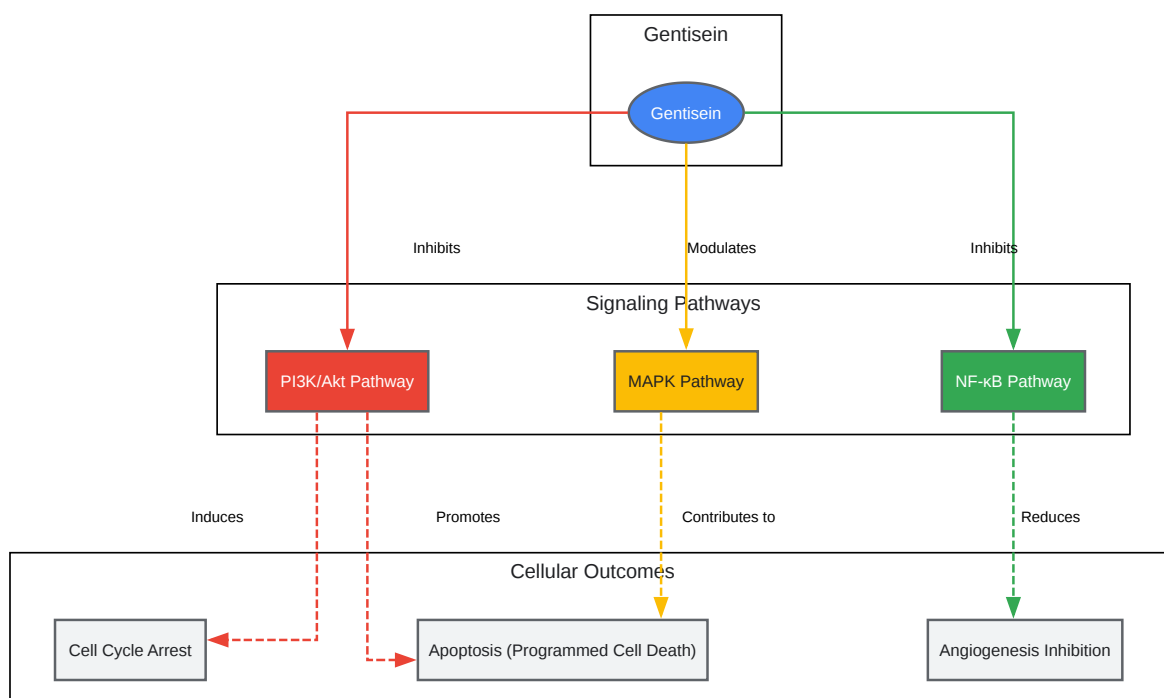 Gentisein
Gentisein
Inhibits
Modulates
Inhibits
Signaling Pathways
PI3K/Akt Pathway
MAPK Pathway
NF-κB Pathway
Induces
Promotes
Contributes to
Reduces
Cellular Outcomes
Cell Cycle Arrest
Apoptosis (Programmed Cell Death)
Angiogenesis Inhibition